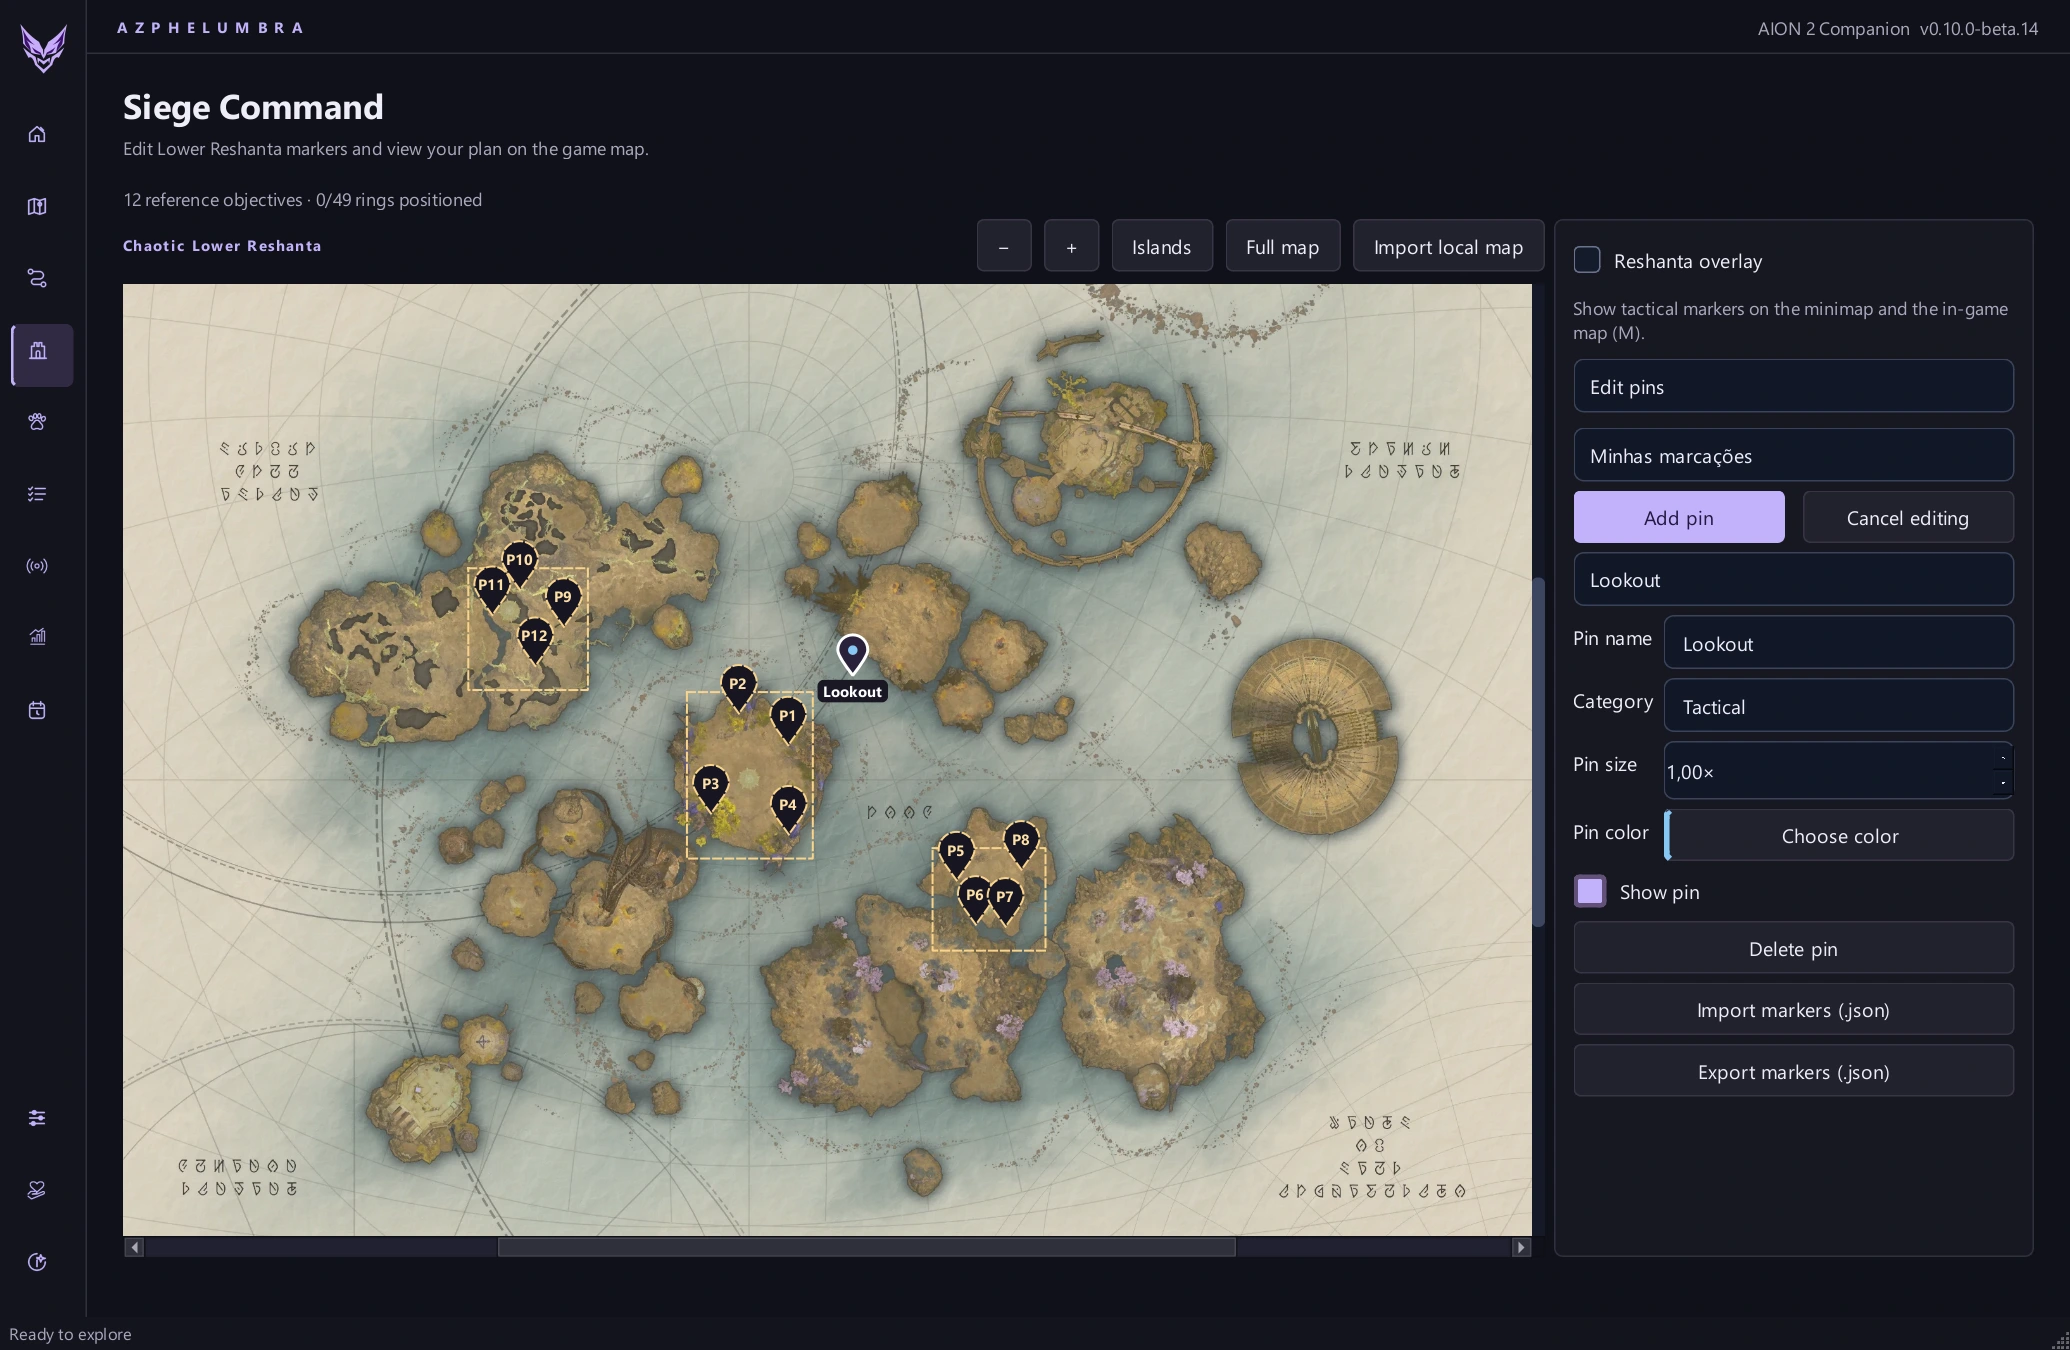 AZPHELUMBRA
AION 2 Companion v0.10.0-beta.14
Siege Command
Edit Lower Reshanta markers and view your plan on the game map.
12 reference objectives · 0/49 rings positioned
Chaotic Lower Reshanta
−
+
Islands
Full map
Import local map
Reshanta overlay
Show tactical markers on the minimap and the in-game
map (M).
Edit pins
Minhas marcações
Add pin
Cancel editing
Lookout
Pin name
Lookout
Category
Tactical
Pin size
1,00×
Pin color
Choose color
Show pin
Delete pin
Import markers (.json)
Export markers (.json)
P10
P11
P9
P12
Lookout
P2
P1
P3
P4
P5
P8
P6
P7
Ready to explore